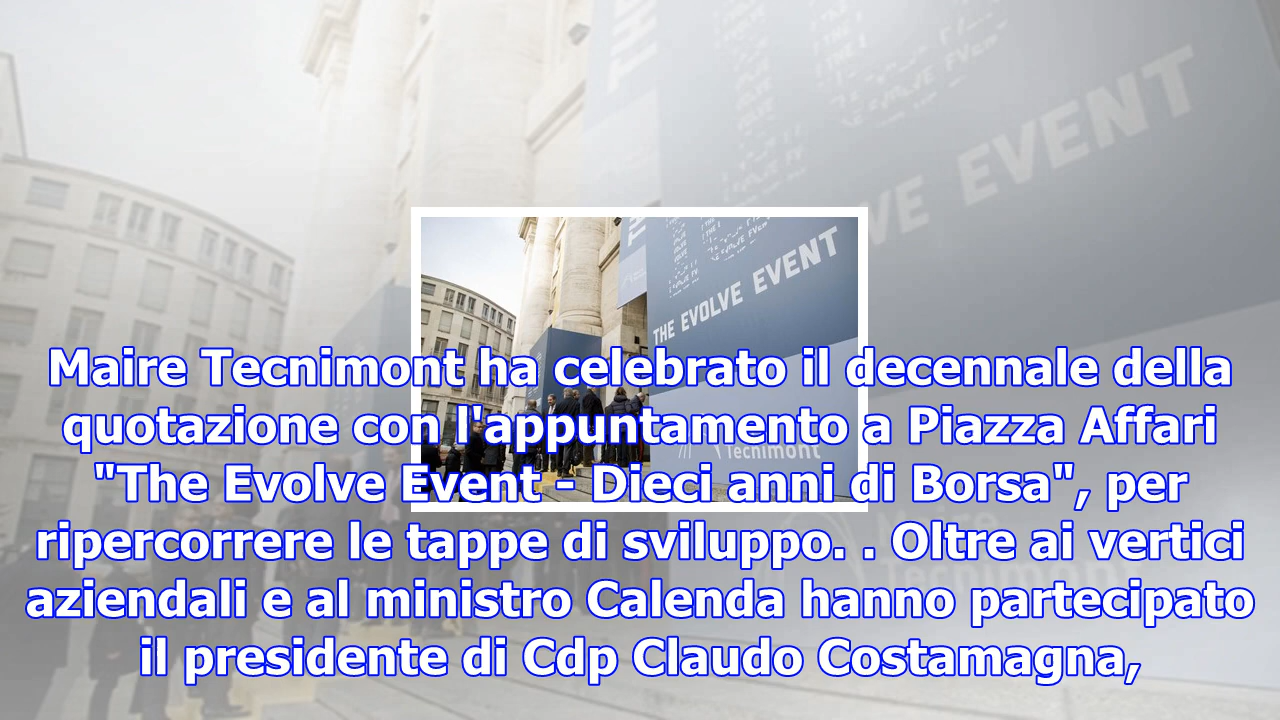 THE EVOLVE EVENT
Maire Tecnimont ha celebrato il decennale della
quotazione con l'appuntamento a Piazza Affari
"The Evolve Event - Dieci anni di Borsa", per
ripercorrere le tappe di sviluppo. . Oltre ai vertici
aziendali e al ministro Calenda hanno partecipato
il presidente di Cdp Claudo Costamagna,
Tecnimont